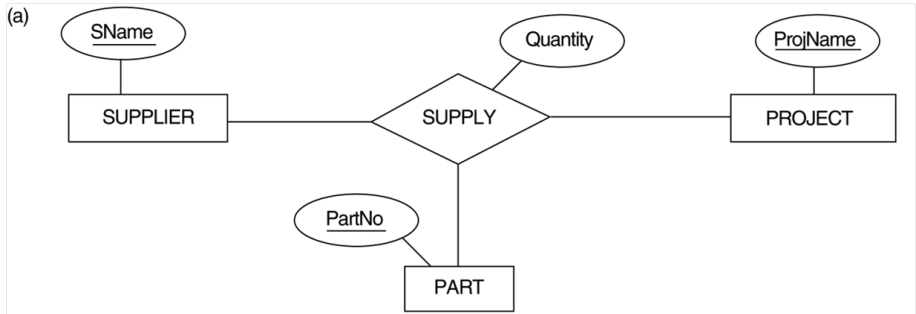 (a)
SName
Quantity
ProjName
SUPPLIER
SUPPLY
PROJECT
PartNo
PART